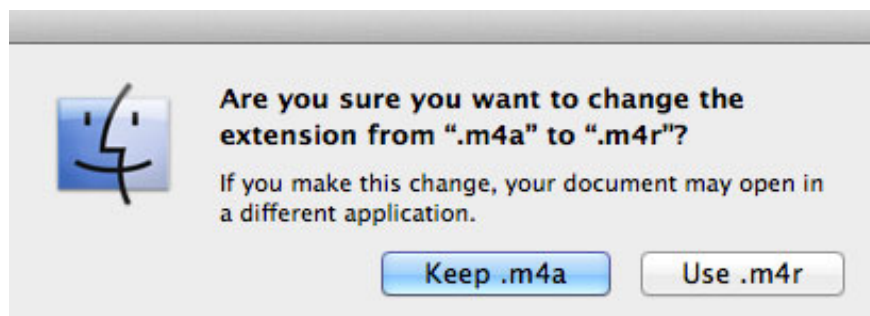 Are you sure you want to change the
extension from “.m4a” to “.m4r"?
If you make this change, your document may open in
a different application.
Keep .m4a
Use .m4r